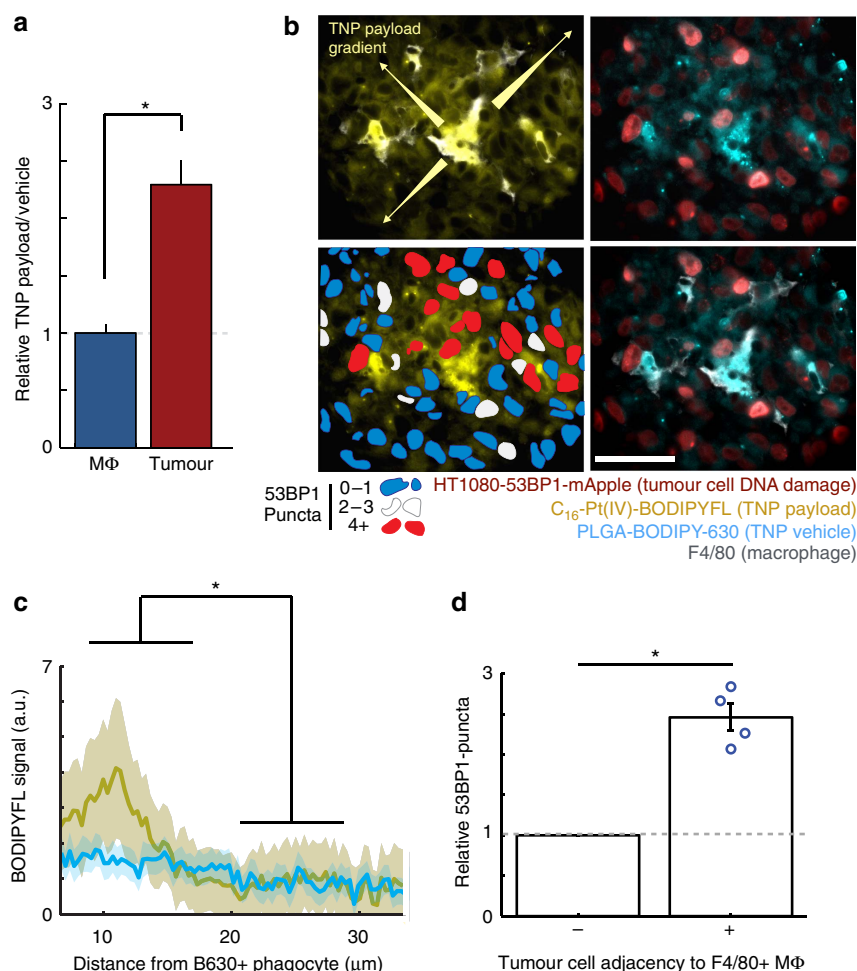 a
3
*
Relative TNP payload/vehicle
1
0
MΦ
Tumour
b
TNP payload
gradient
53BP1
Puncta
0–1
2–3
4+
HT1080-53BP1-mApple (tumour cell DNA damage)
C₁₆-Pt(IV)-BODIPYFL (TNP payload)
PLGA-BODIPY-630 (TNP vehicle)
F4/80 (macrophage)
c
*
7
BODIPYFL signal (a.u.)
0
10
20
30
Distance from B630+ phagocyte (μm)
d
*
3
Relative 53BP1-puncta
1
0
–
+
Tumour cell adjacency to F4/80+ MΦ